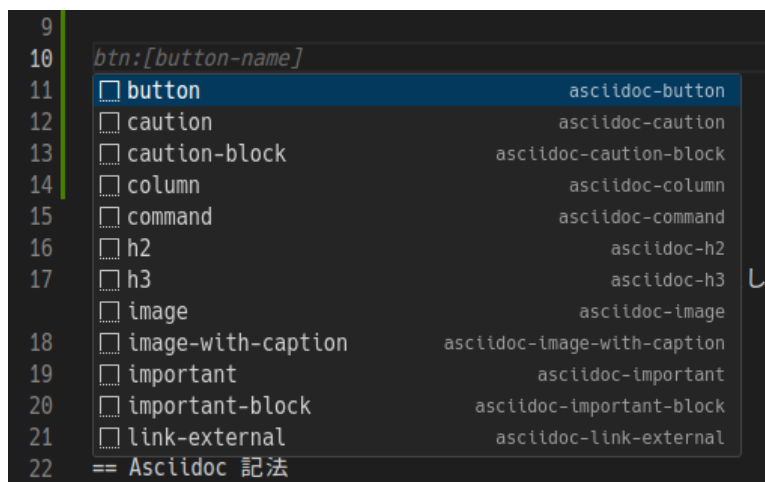 9
10 btn:[button-name]
11 button asciidoc-button
12 caution asciidoc-caution
13 caution-block asciidoc-caution-block
14 column asciidoc-column
15 command asciidoc-command
16 h2 asciidoc-h2
17 h3 asciidoc-h3 し
image asciidoc-image
18 image-with-caption asciidoc-image-with-caption
19 important asciidoc-important
20 important-block asciidoc-important-block
21 link-external asciidoc-link-external
22 == Asciidoc 記法